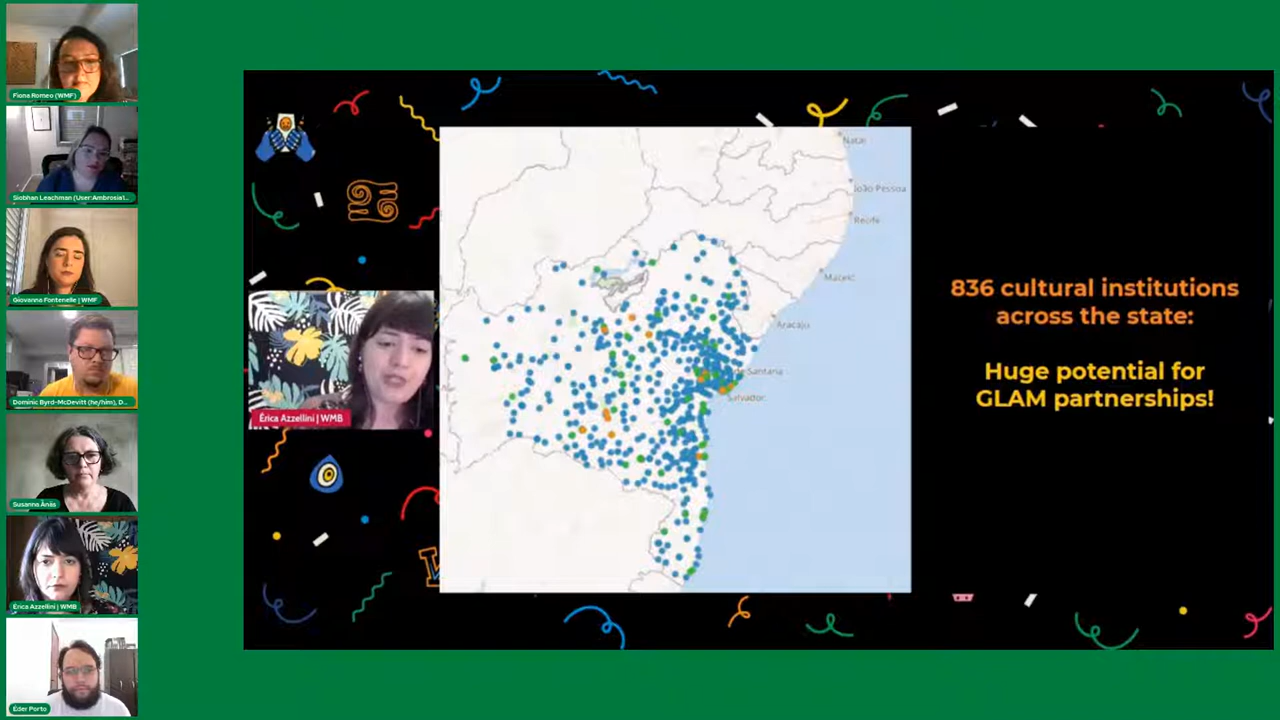 Fiona Romeo (WMF)
Siobhan Leachman (User:Ambrosia1...
Giovanna Fontenelle | WMF
Dominic Byrd-McDevitt (he/him), D...
Susanna Ånäs
Érica Azzellini | WMB
Éder Porto
Érica Azzellini | WMB
Natal
João Pessoa
Recife
Maceió
Aracaju
de Santana
Salvador
836 cultural institutions
across the state:
Huge potential for
GLAM partnerships!